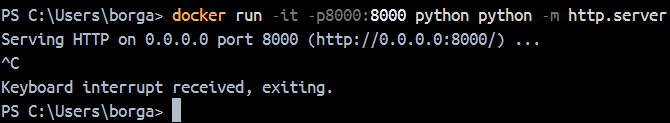 PS C:\Users\borga> docker run -it -p8000:8000 python python -m http.server
Serving HTTP on 0.0.0.0 port 8000 (http://0.0.0.0:8000/) ...
^C
Keyboard interrupt received, exiting.
PS C:\Users\borga>